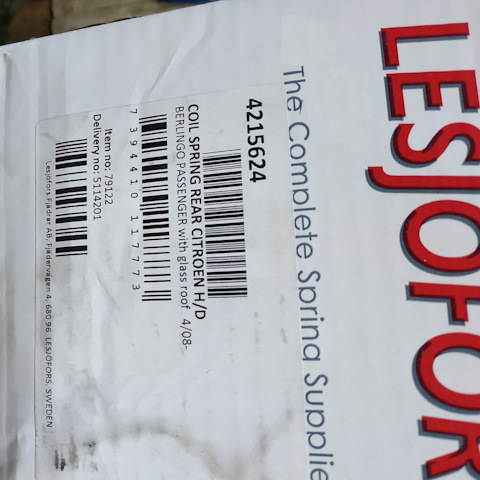 LESJÖFOR
The Complete Spring Supplie
4215624
COIL SPRING REAR CITROEN H/D
BERLINGO PASSENGER with glass roof 4/08-
7 394410 117773
Item no: 79122
Delivery no: 5114201
Lesjöfors Fjädrar AB, Fjädervägen 4, 680 96 LESJÖFORS, SWEDEN